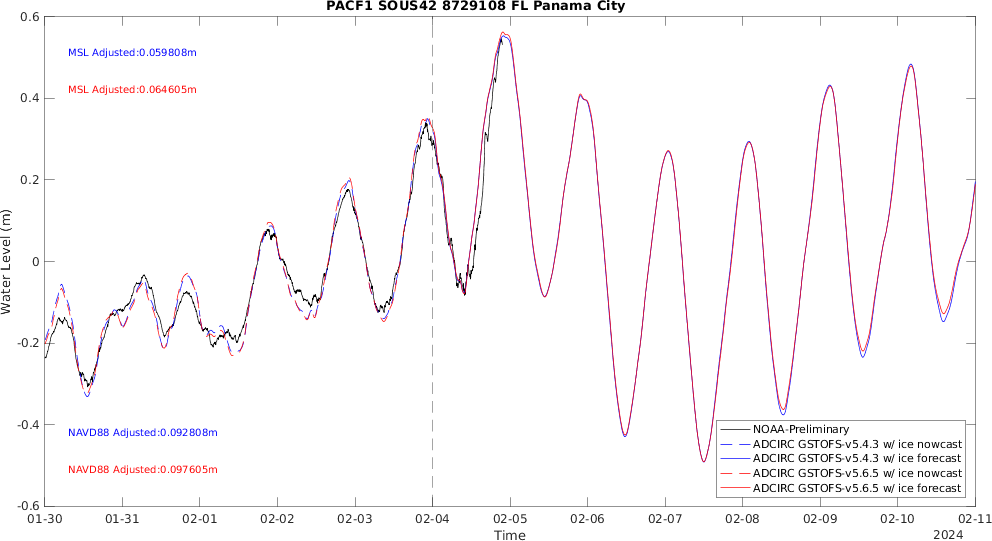 PACF1 SOUS42 8729108 FL Panama City
Water Level (m)
0.6
0.4
0.2
0
-0.2
-0.4
-0.6
MSL Adjusted:0.059808m
MSL Adjusted:0.064605m
NAVD88 Adjusted:0.092808m
NAVD88 Adjusted:0.097605m
NOAA-Preliminary
ADCIRC GSTOFS-v5.4.3 w/ ice nowcast
ADCIRC GSTOFS-v5.4.3 w/ ice forecast
ADCIRC GSTOFS-v5.6.5 w/ ice nowcast
ADCIRC GSTOFS-v5.6.5 w/ ice forecast
01-30 01-31 02-01 02-02 02-03 02-04 02-05 02-06 02-07 02-08 02-09 02-10 02-11
Time
2024